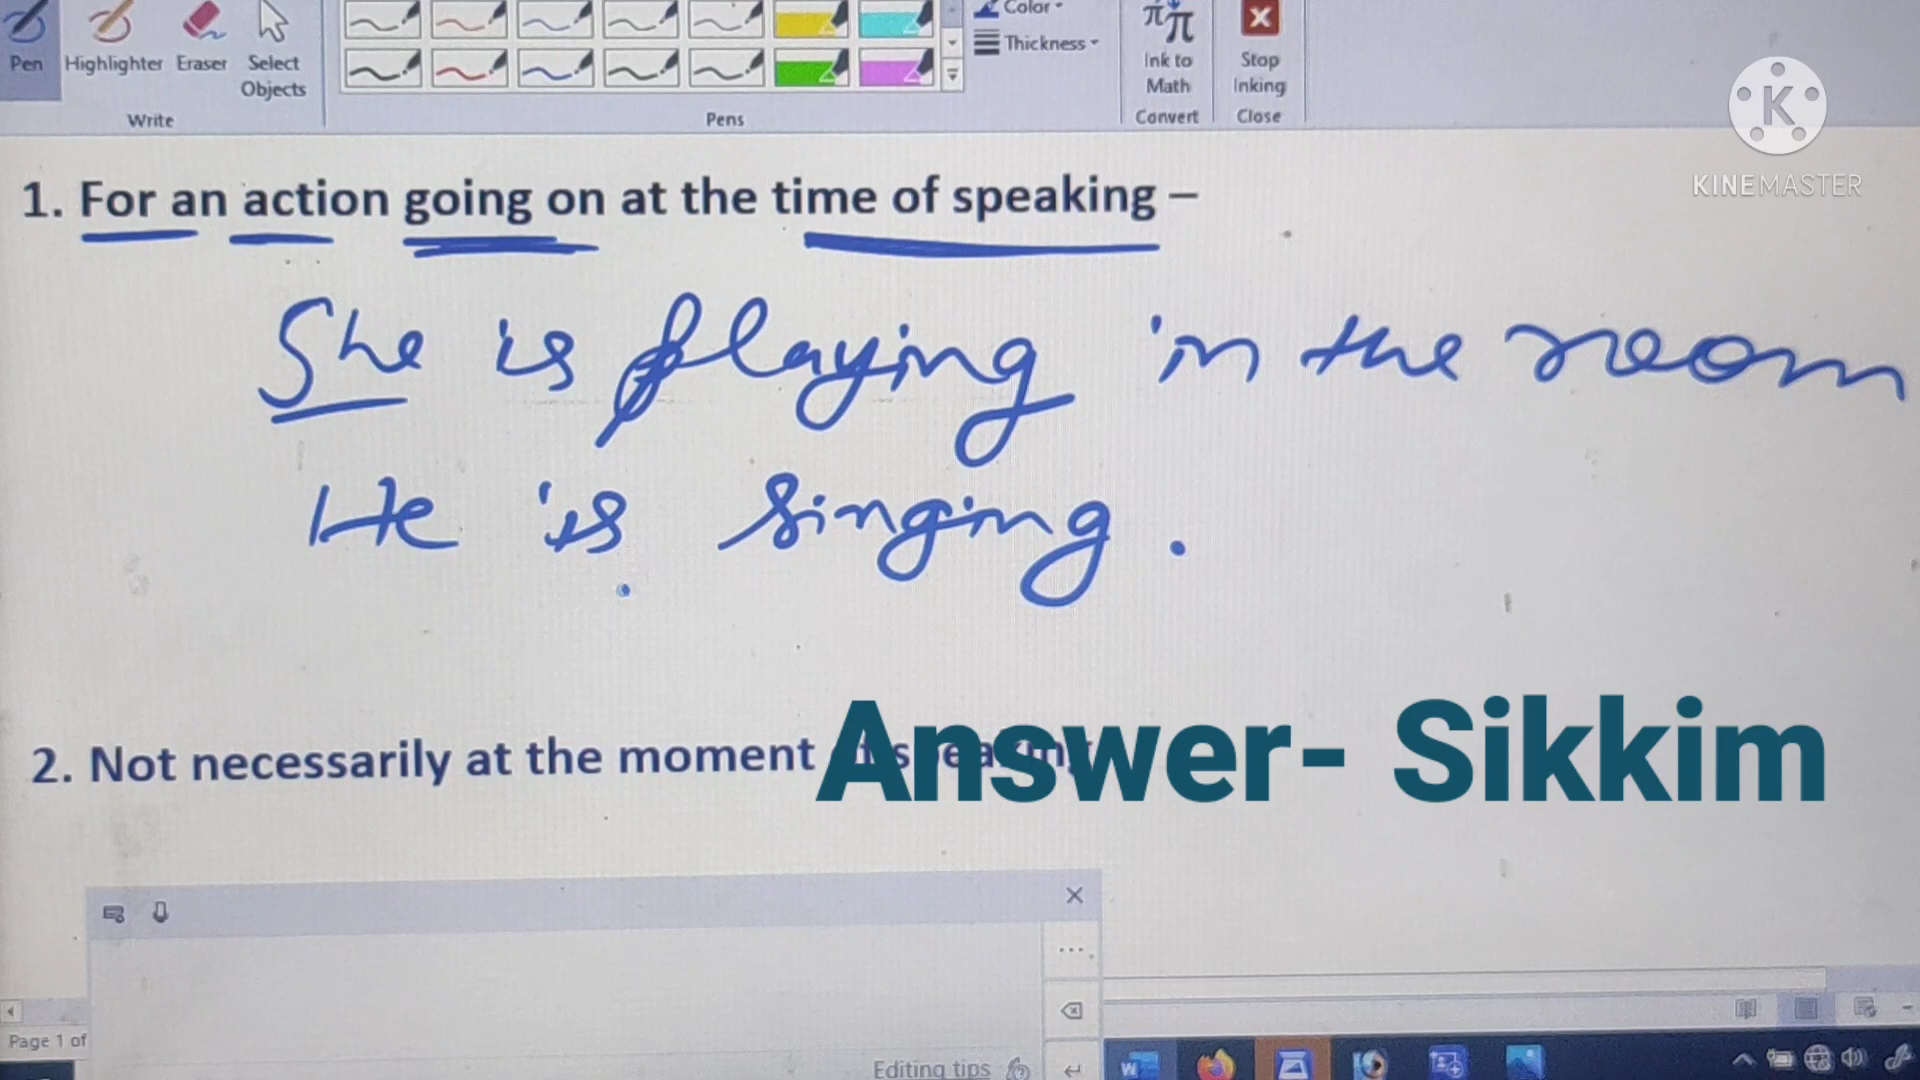 Pen Highlighter Eraser Select Objects
Write
Pens
Color
Thickness
Ink to Math
Convert
Stop Inking
Close
K
KINEMASTER
1. For an action going on at the time of speaking –
She is playing in the room
He is singing.
2. Not necessarily at the moment of speaking
Answer- Sikkim
Page 1 of
Editing tips